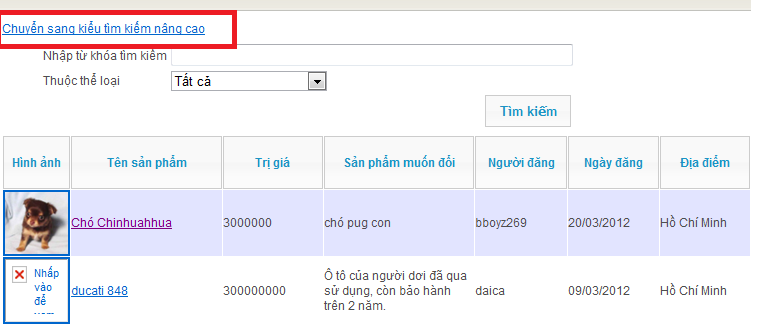 Chuyển sang kiểu tìm kiếm nâng cao
Nhập từ khóa tìm kiếm
Thuộc thể loại Tất cả
Tìm kiếm
Hình ảnh Tên sản phẩm Trị giá Sản phẩm muốn đổi Người đăng Ngày đăng Địa điểm
Chó Chinhuahhua 3000000 chó pug con bboyz269 20/03/2012 Hồ Chí Minh
Nhấp
vào
để
ducati 848 300000000 Ô tô của người dơi đã qua
sử dụng, còn bảo hành
trên 2 năm.
daica 09/03/2012 Hồ Chí Minh